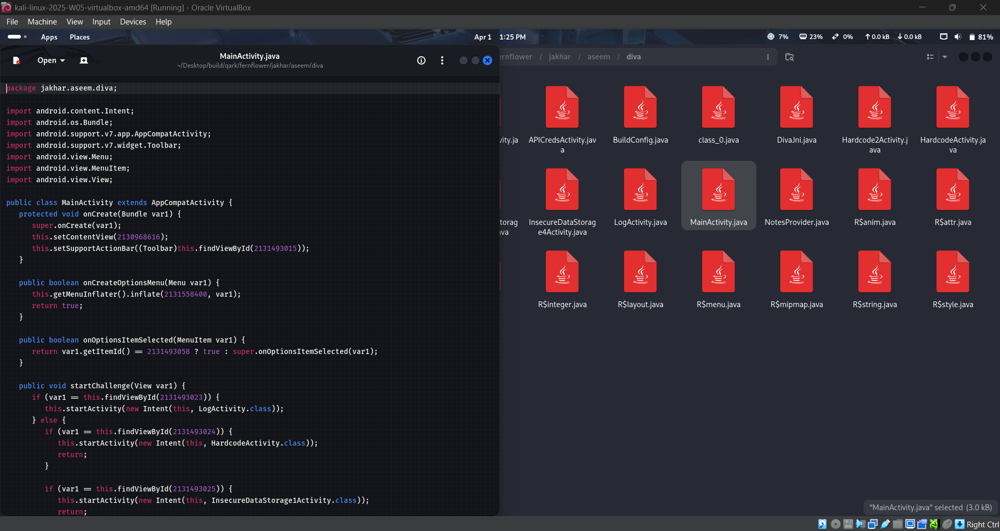 kali-linux-2025-W05-virtualbox-amd64 [Running] - Oracle VirtualBox
File Machine View Input Devices Help
Apps Places Apr 1 1:25 PM 7% 23% 0% 0.0 kB 0.0 kB 81%
Open
MainActivity.java
~/Desktop/build/qark/fernflower/jakhar/aseem/diva
package jakhar.aseem.diva;
import android.content.Intent;
import android.os.Bundle;
import android.support.v7.app.AppCompatActivity;
import android.support.v7.widget.Toolbar;
import android.view.Menu;
import android.view.MenuItem;
import android.view.View;
public class MainActivity extends AppCompatActivity {
protected void onCreate(Bundle var1) {
super.onCreate(var1);
this.setContentView(2130968616);
this.setSupportActionBar((Toolbar)this.findViewById(2131493015));
}
public boolean onCreateOptionsMenu(Menu var1) {
this.getMenuInflater().inflate(2131558400, var1);
return true;
}
public boolean onOptionsItemSelected(MenuItem var1) {
return var1.getItemId() == 2131493058 ? true : super.onOptionsItemSelected(var1);
}
public void startChallenge(View var1) {
if (var1 == this.findViewById(2131493023)) {
this.startActivity(new Intent(this, LogActivity.class));
} else {
if (var1 == this.findViewById(2131493024)) {
this.startActivity(new Intent(this, HardcodeActivity.class));
return;
}
if (var1 == this.findViewById(2131493025)) {
this.startActivity(new Intent(this, InsecureDataStorage1Activity.class));
return;
ernflower / jakhar / aseem / diva
vity.ja
APICredsActivity.jav
a
BuildConfig.java
class_0.java
DivaJni.java
Hardcode2Activity.j
ava
HardcodeActivity.ja
va
torag
iva
InsecureDataStorag
e4Activity.java
LogActivity.java
MainActivity.java
NotesProvider.java
R$anim.java
R$attr.java
R$integer.java
R$layout.java
R$menu.java
R$mipmap.java
R$string.java
R$style.java
“MainActivity.java” selected (3.0 kB)
Right Ctrl